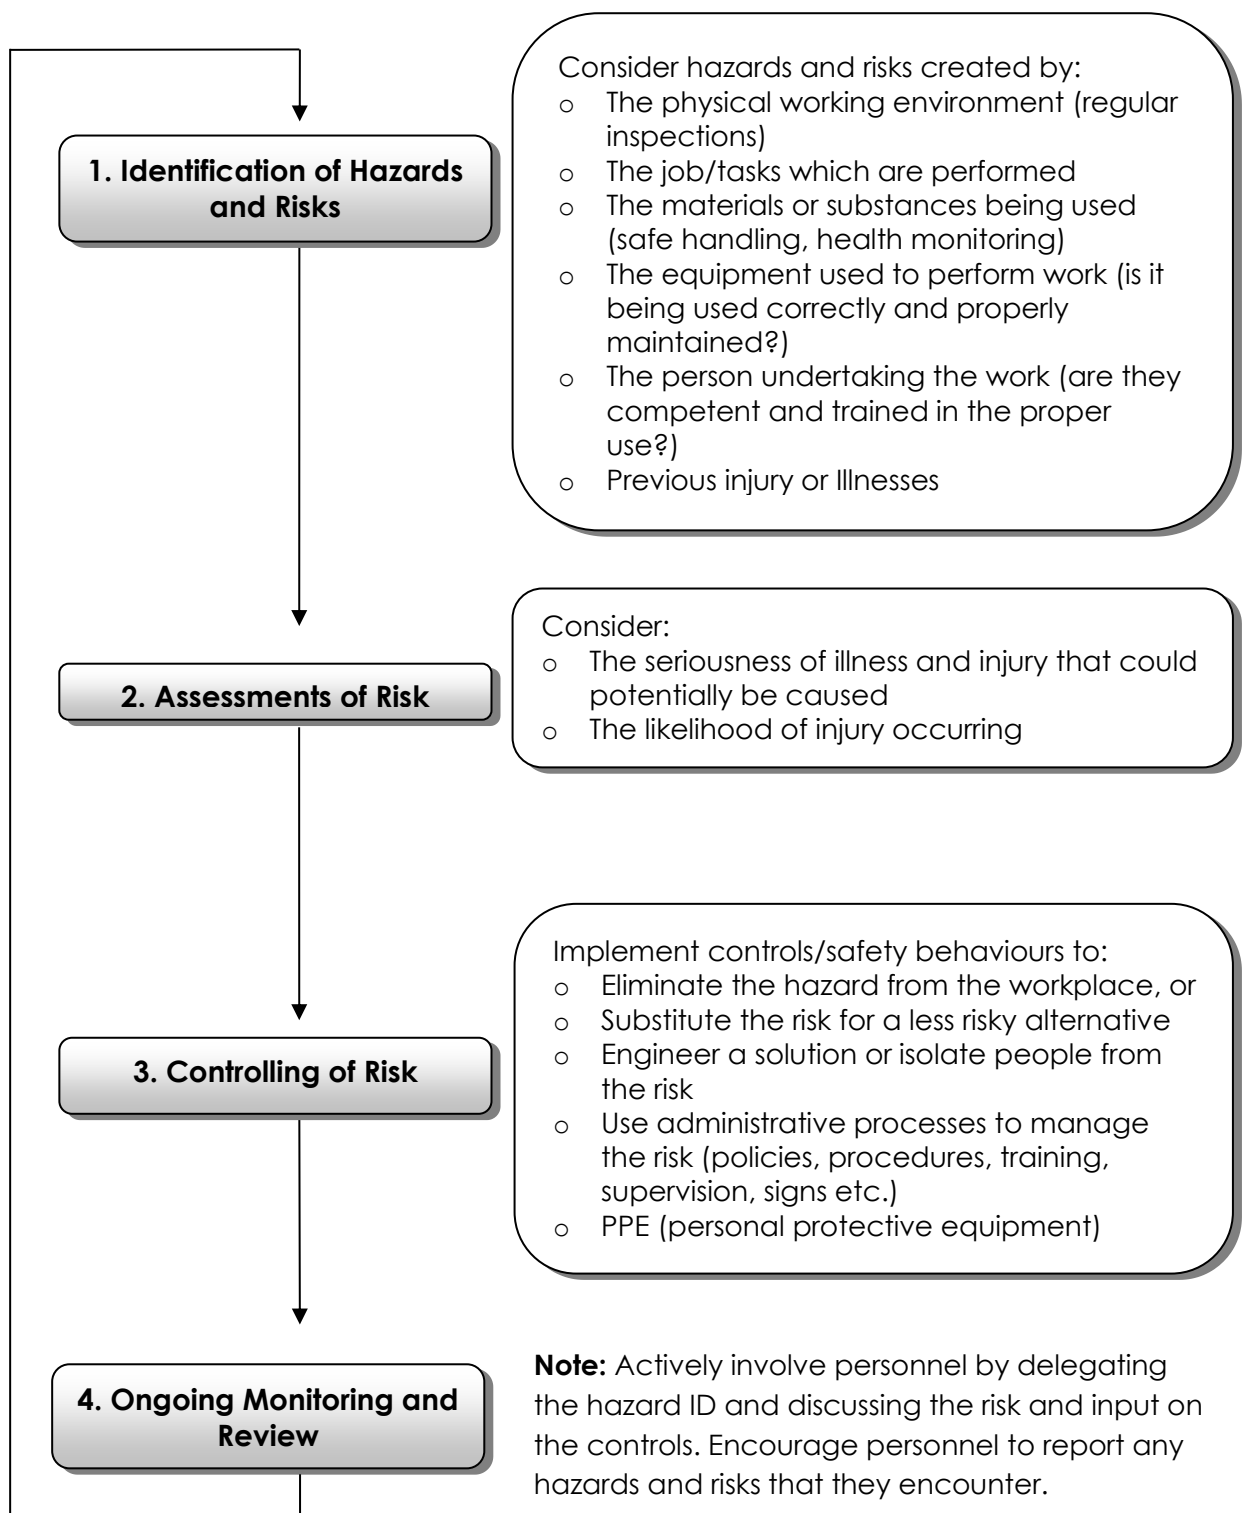 1. Identification of Hazards
and Risks
Consider hazards and risks created by:
o The physical working environment (regular
inspections)
o The job/tasks which are performed
o The materials or substances being used
(safe handling, health monitoring)
o The equipment used to perform work (is it
being used correctly and properly
maintained?)
o The person undertaking the work (are they
competent and trained in the proper
use?)
o Previous injury or Illnesses
2. Assessments of Risk
Consider:
o The seriousness of illness and injury that could
potentially be caused
o The likelihood of injury occurring
3. Controlling of Risk
Implement controls/safety behaviours to:
o Eliminate the hazard from the workplace, or
o Substitute the risk for a less risky alternative
o Engineer a solution or isolate people from
the risk
o Use administrative processes to manage
the risk (policies, procedures, training,
supervision, signs etc.)
o PPE (personal protective equipment)
4. Ongoing Monitoring and
Review
Note: Actively involve personnel by delegating
the hazard ID and discussing the risk and input on
the controls. Encourage personnel to report any
hazards and risks that they encounter.